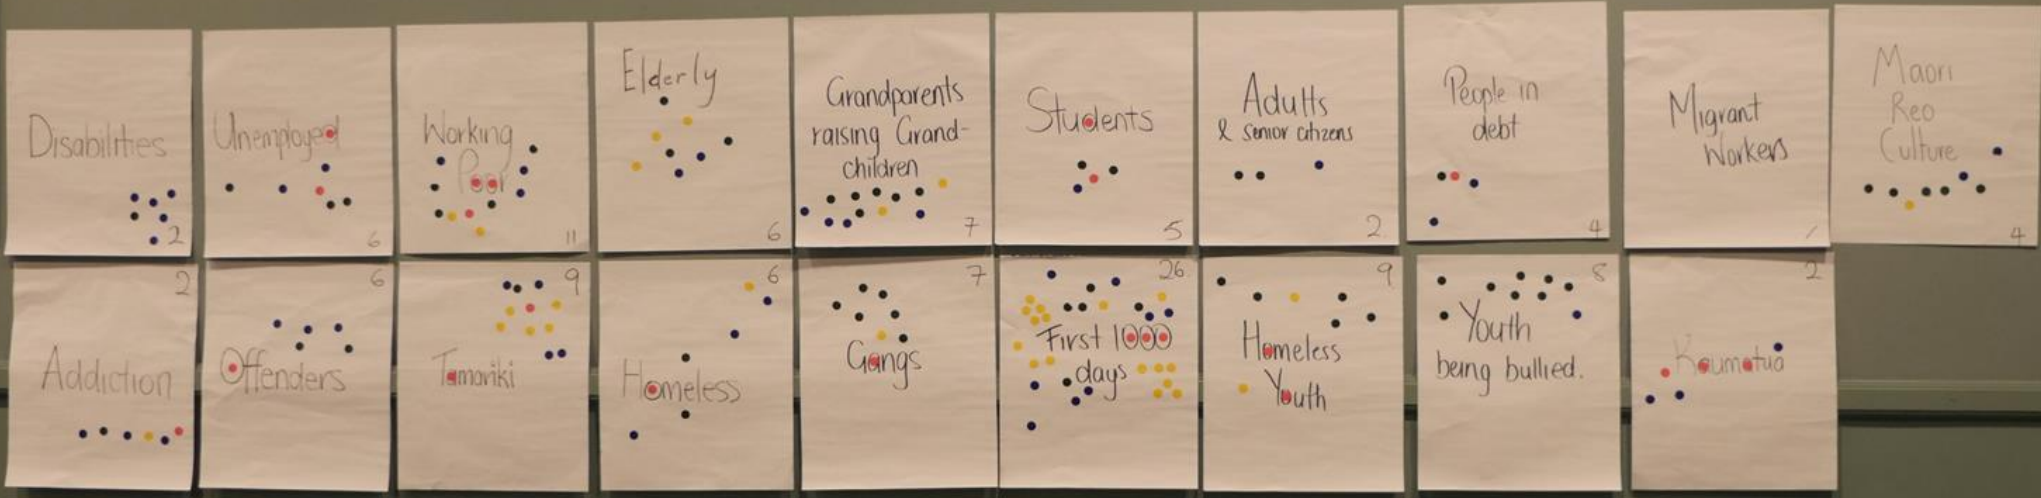 Disabilities
2
Unemployed
6
Working
Poor
11
Elderly
6
Grandparents
raising Grand-
children
7
Students
5
Adults
& senior citizens
2
People in
debt
4
Migrant
Workers
Maori
Reo
Culture
4
2
Addiction
6
Offenders
9
Tamariki
6
Homeless
7
Gangs
26
First 1000
days
9
Homeless
Youth
8
Youth
being bullied.
2
Kaumatua